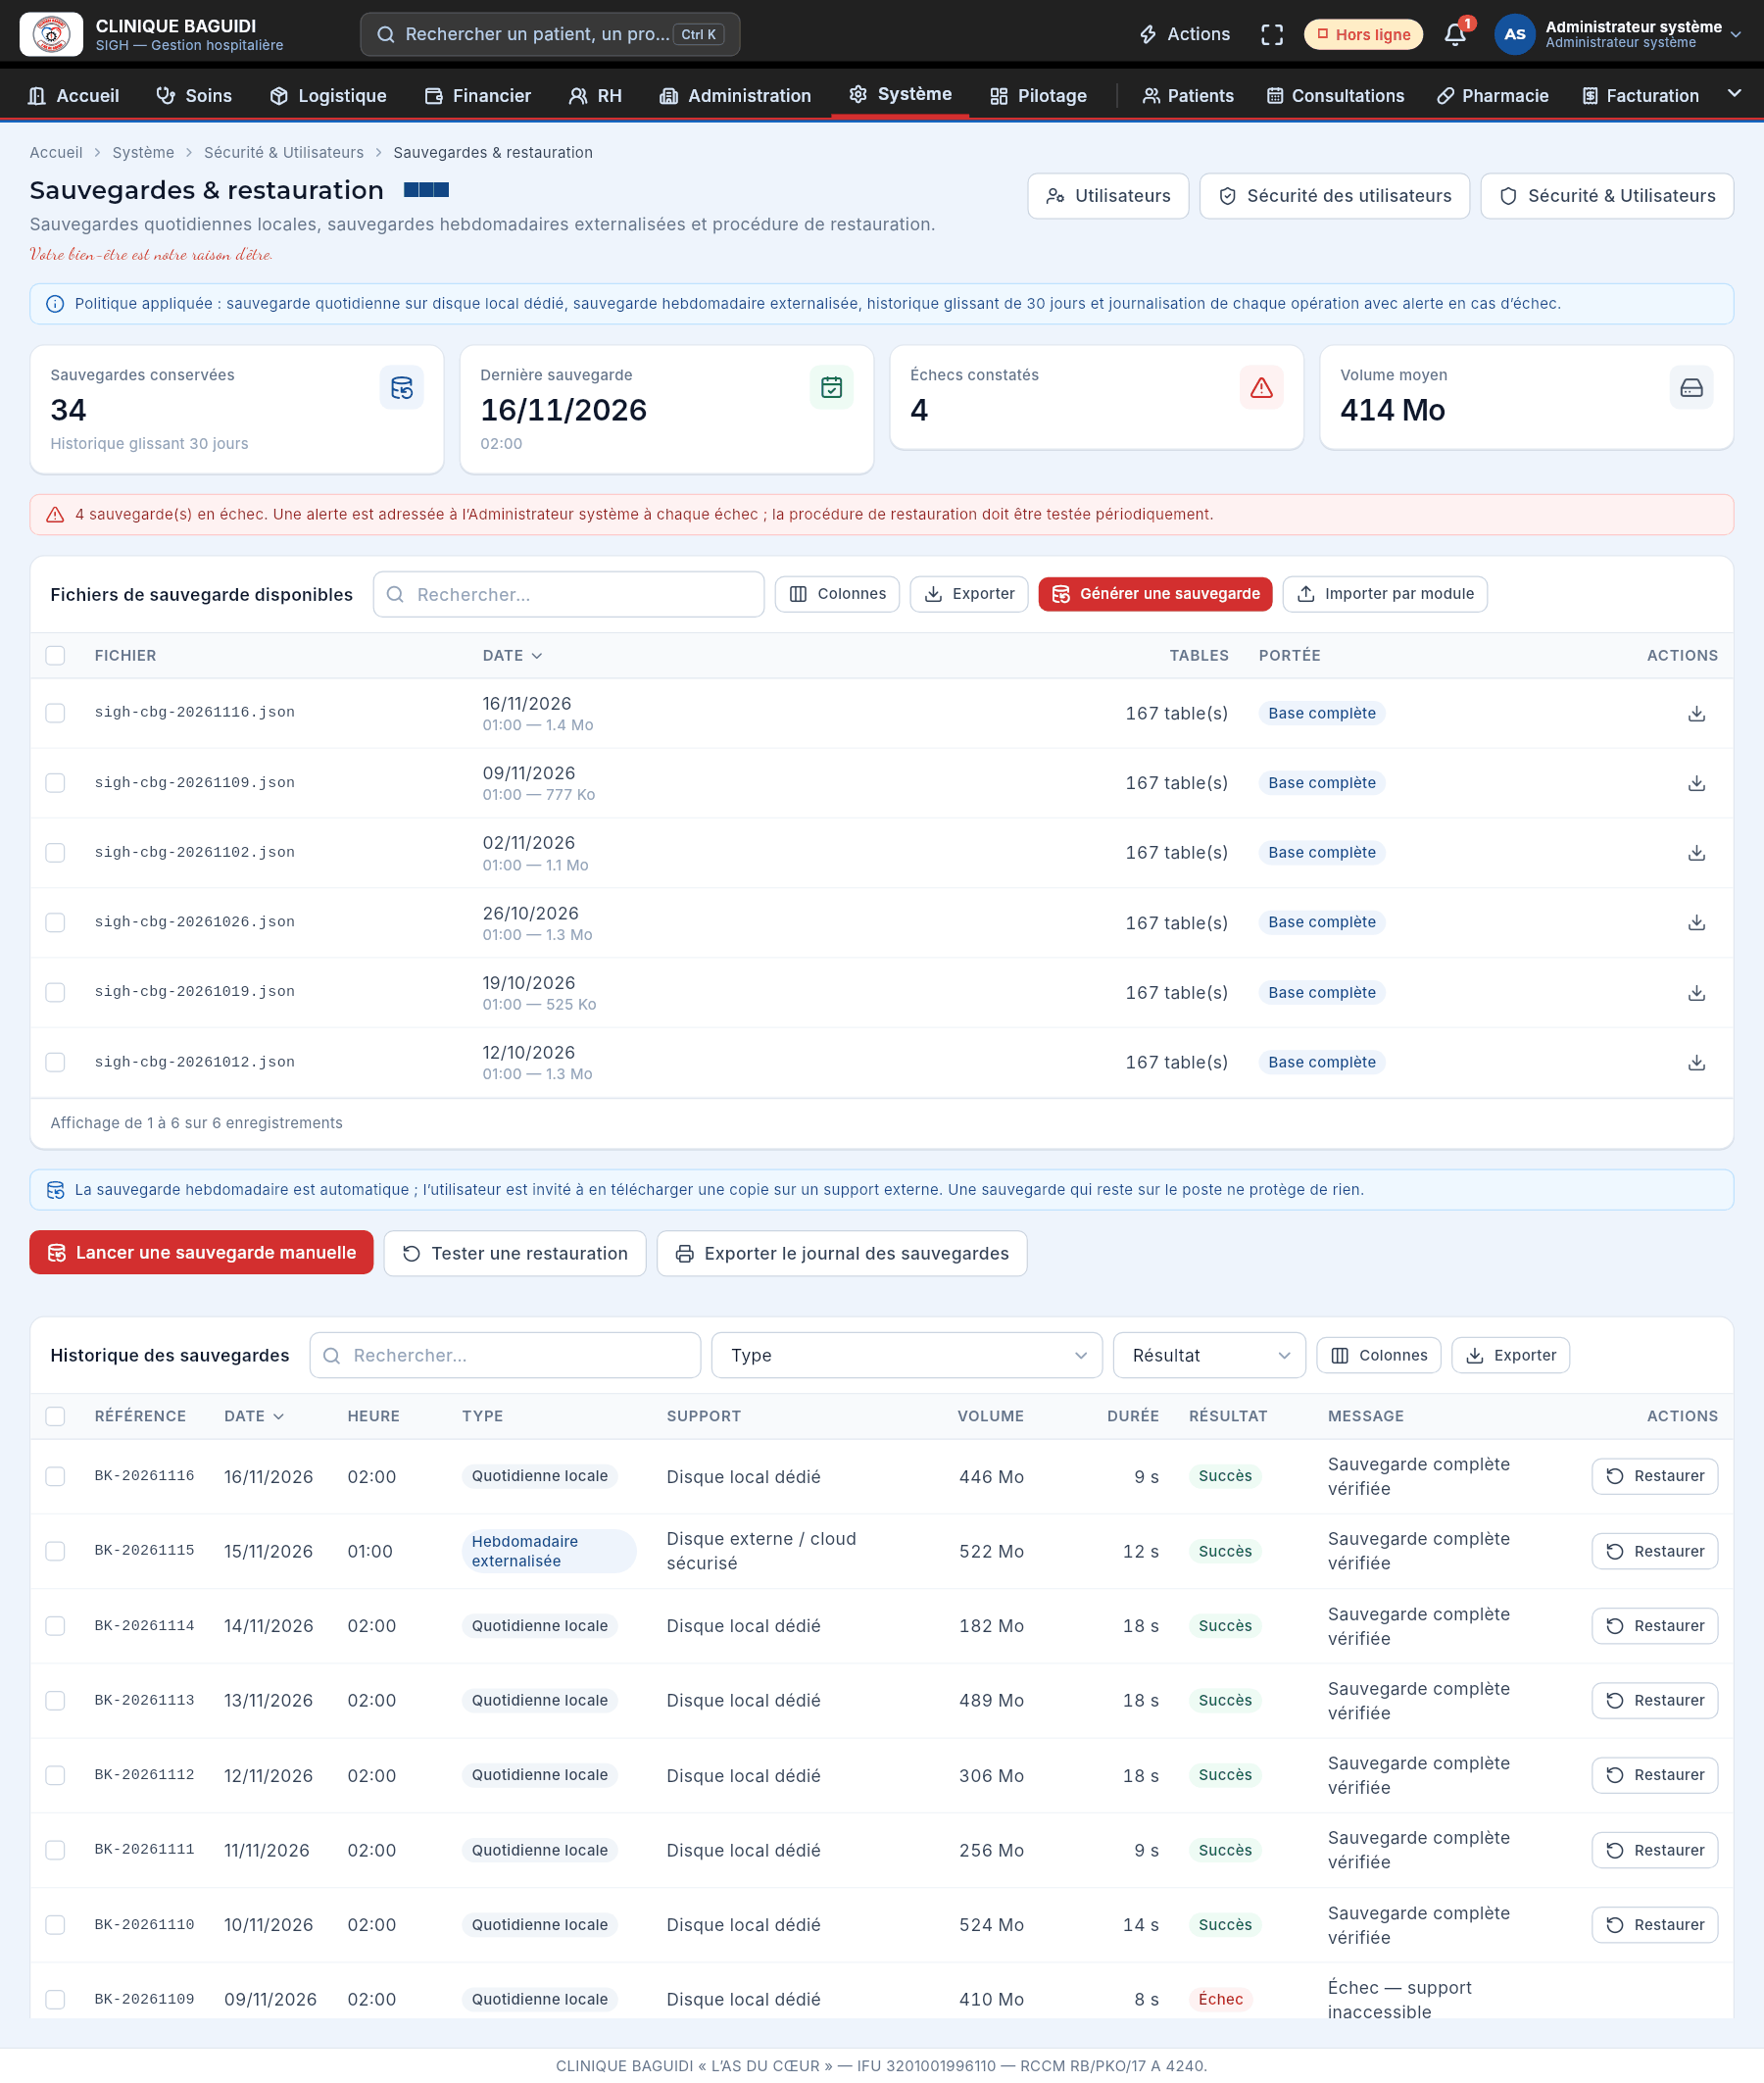 CLINIQUE BAGUIDI
SIGH — Gestion hospitalière
Rechercher un patient, un pro... Ctrl K
Actions
Hors ligne
1
AS
Administrateur système
Administrateur système
Accueil Soins Logistique Financier RH Administration Système Pilotage Patients Consultations Pharmacie Facturation
Accueil > Système > Sécurité & Utilisateurs > Sauvegardes & restauration
Sauvegardes & restauration
Utilisateurs Sécurité des utilisateurs Sécurité & Utilisateurs
Sauvegardes quotidiennes locales, sauvegardes hebdomadaires externalisées et procédure de restauration.
Votre bien-être est notre raison d'être.
Politique appliquée : sauvegarde quotidienne sur disque local dédié, sauvegarde hebdomadaire externalisée, historique glissant de 30 jours et journalisation de chaque opération avec alerte en cas d'échec.
Sauvegardes conservées
34
Historique glissant 30 jours
Dernière sauvegarde
16/11/2026
02:00
Échecs constatés
4
Volume moyen
414 Mo
4 sauvegarde(s) en échec. Une alerte est adressée à l'Administrateur système à chaque échec ; la procédure de restauration doit être testée périodiquement.
Fichiers de sauvegarde disponibles Rechercher... Colonnes Exporter Générer une sauvegarde Importer par module
FICHIER DATE TABLES PORTÉE ACTIONS
sigh-cbg-20261116.json 16/11/2026 167 table(s) Base complète
01:00 — 1.4 Mo
sigh-cbg-20261109.json 09/11/2026 167 table(s) Base complète
01:00 — 777 Ko
sigh-cbg-20261102.json 02/11/2026 167 table(s) Base complète
01:00 — 1.1 Mo
sigh-cbg-20261026.json 26/10/2026 167 table(s) Base complète
01:00 — 1.3 Mo
sigh-cbg-20261019.json 19/10/2026 167 table(s) Base complète
01:00 — 525 Ko
sigh-cbg-20261012.json 12/10/2026 167 table(s) Base complète
01:00 — 1.3 Mo
Affichage de 1 à 6 sur 6 enregistrements
La sauvegarde hebdomadaire est automatique ; l'utilisateur est invité à en télécharger une copie sur un support externe. Une sauvegarde qui reste sur le poste ne protège de rien.
Lancer une sauvegarde manuelle Tester une restauration Exporter le journal des sauvegardes
Historique des sauvegardes Rechercher... Type Résultat Colonnes Exporter
RÉFÉRENCE DATE HEURE TYPE SUPPORT VOLUME DURÉE RÉSULTAT MESSAGE ACTIONS
BK-20261116 16/11/2026 02:00 Quotidienne locale Disque local dédié 446 Mo 9 s Succès Sauvegarde complète vérifiée Restaurer
BK-20261115 15/11/2026 01:00 Hebdomadaire externalisée Disque externe / cloud sécurisé 522 Mo 12 s Succès Sauvegarde complète vérifiée Restaurer
BK-20261114 14/11/2026 02:00 Quotidienne locale Disque local dédié 182 Mo 18 s Succès Sauvegarde complète vérifiée Restaurer
BK-20261113 13/11/2026 02:00 Quotidienne locale Disque local dédié 489 Mo 18 s Succès Sauvegarde complète vérifiée Restaurer
BK-20261112 12/11/2026 02:00 Quotidienne locale Disque local dédié 306 Mo 18 s Succès Sauvegarde complète vérifiée Restaurer
BK-20261111 11/11/2026 02:00 Quotidienne locale Disque local dédié 256 Mo 9 s Succès Sauvegarde complète vérifiée Restaurer
BK-20261110 10/11/2026 02:00 Quotidienne locale Disque local dédié 524 Mo 14 s Succès Sauvegarde complète vérifiée Restaurer
BK-20261109 09/11/2026 02:00 Quotidienne locale Disque local dédié 410 Mo 8 s Échec Échec — support inaccessible
CLINIQUE BAGUIDI « L'AS DU CŒUR » — IFU 3201001996110 — RCCM RB/PKO/17 A 4240.